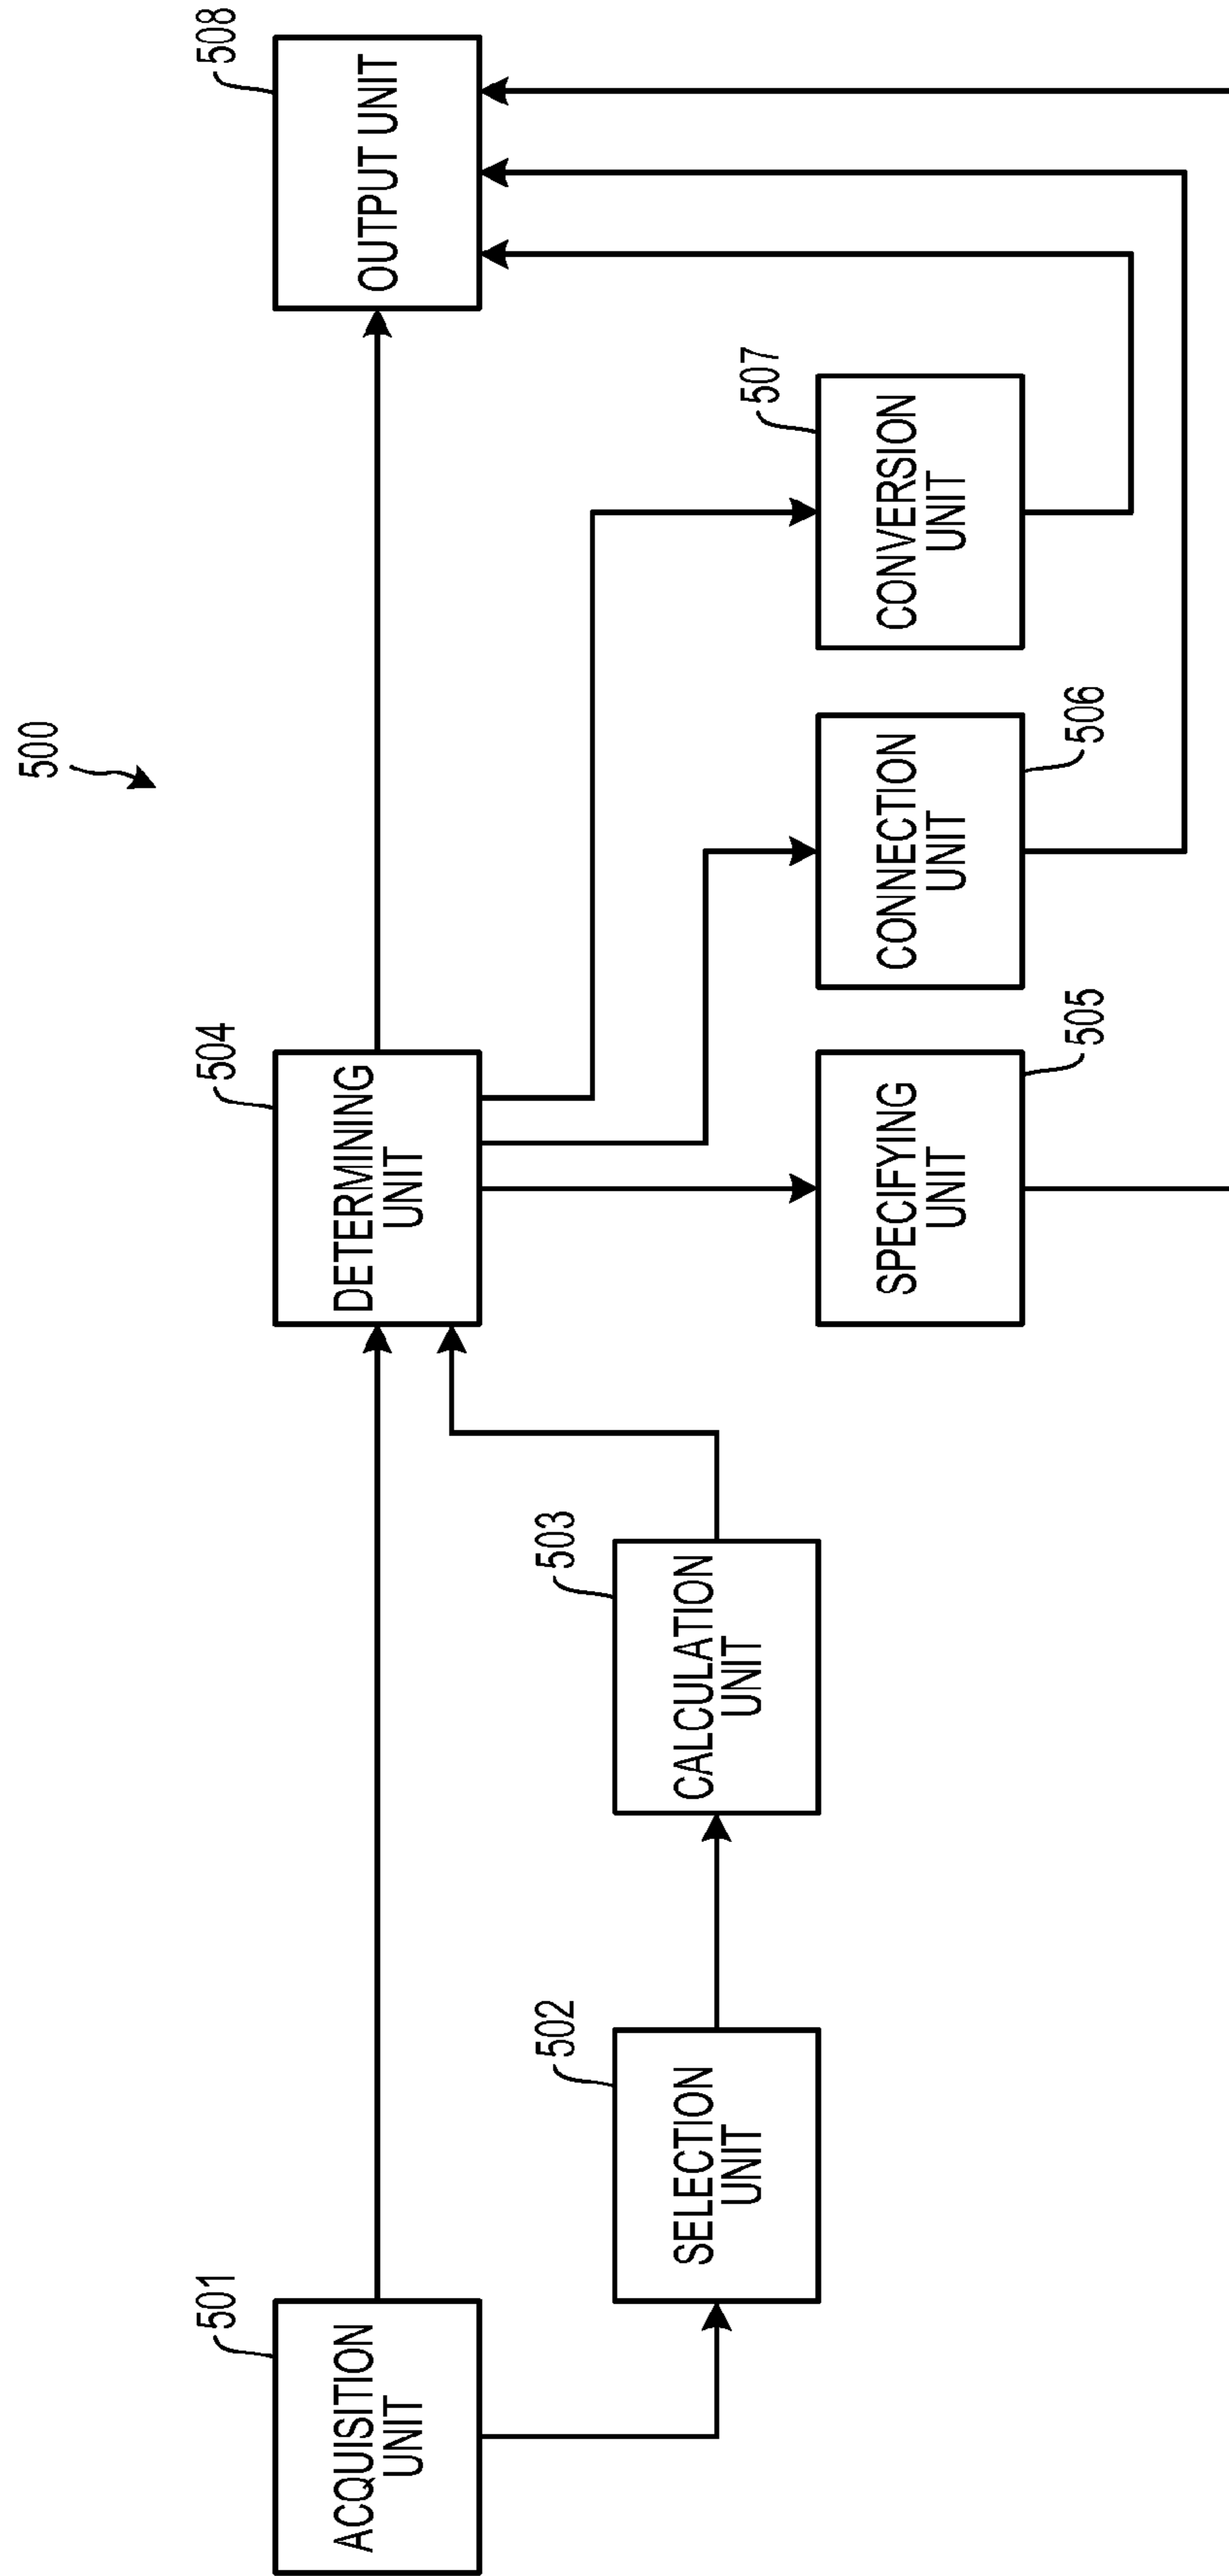 500
501
ACQUISITION
UNIT
504
DETERMINING
UNIT
508
OUTPUT UNIT
502
SELECTION
UNIT
503
CALCULATION
UNIT
507
SPECIFYING
UNIT
505
CONNECTION
UNIT
506
CONVERSION
UNIT